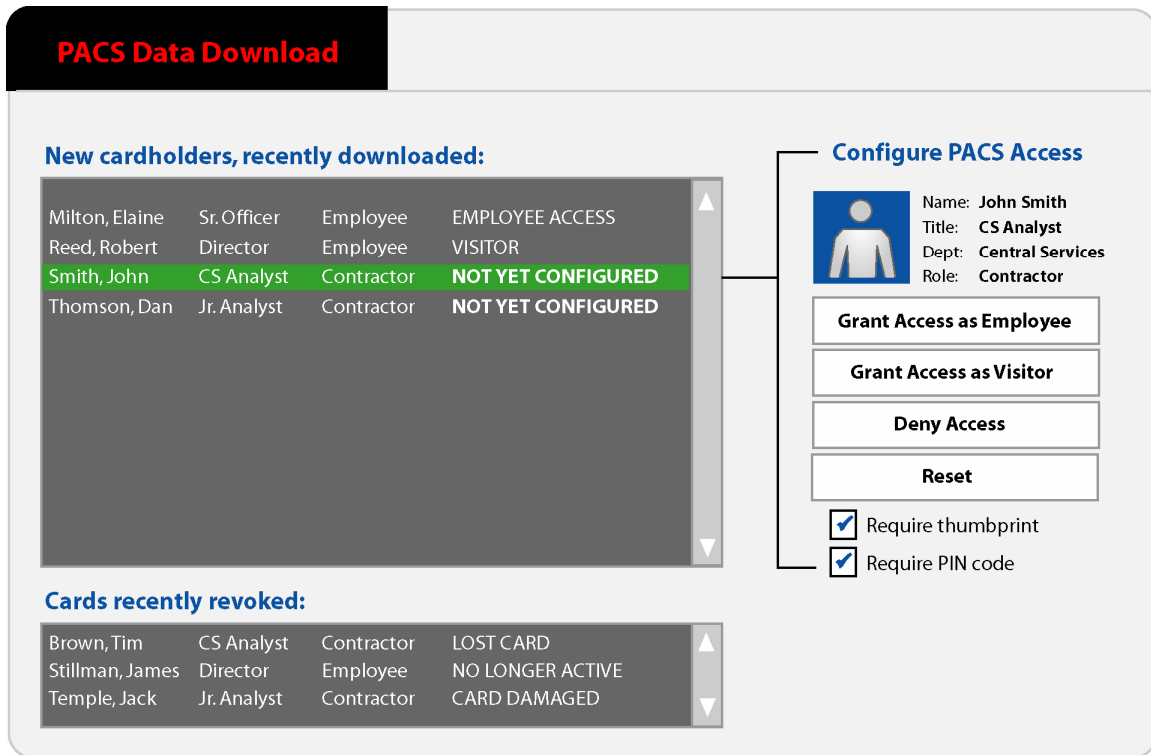 PACS Data Download
New cardholders, recently downloaded:
Milton, Elaine Sr. Officer Employee EMPLOYEE ACCESS
Reed, Robert Director Employee VISITOR
Smith, John CS Analyst Contractor NOT YET CONFIGURED
Thomson, Dan Jr. Analyst Contractor NOT YET CONFIGURED
Configure PACS Access
Name: John Smith
Title: CS Analyst
Dept: Central Services
Role: Contractor
Grant Access as Employee
Grant Access as Visitor
Deny Access
Reset
Require thumbprint
Require PIN code
Cards recently revoked:
Brown, Tim CS Analyst Contractor LOST CARD
Stillman, James Director Employee NO LONGER ACTIVE
Temple, Jack Jr. Analyst Contractor CARD DAMAGED